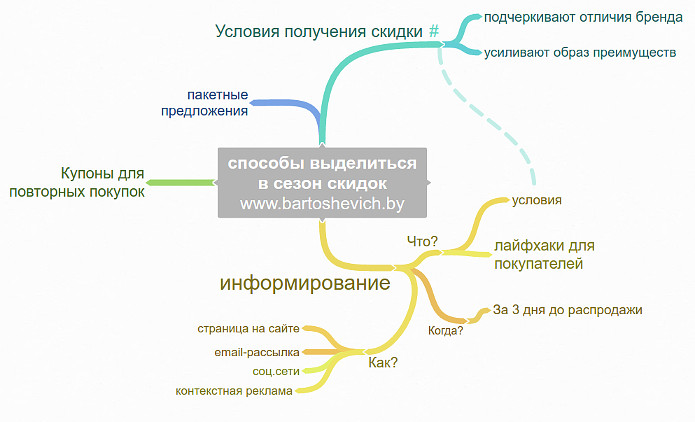 Условия получения скидки #
подчеркивают отличия бренда
усиливают образ преимуществ
пакетные
предложения
Купоны для
повторных покупок
способы выделиться
в сезон скидок
www.bartoshevich.by
информирование
Что?
условия
лайфхаки для
покупателей
Когда?
За 3 дня до распродажи
Как?
страница на сайте
email-рассылка
соц.сети
контекстная реклама